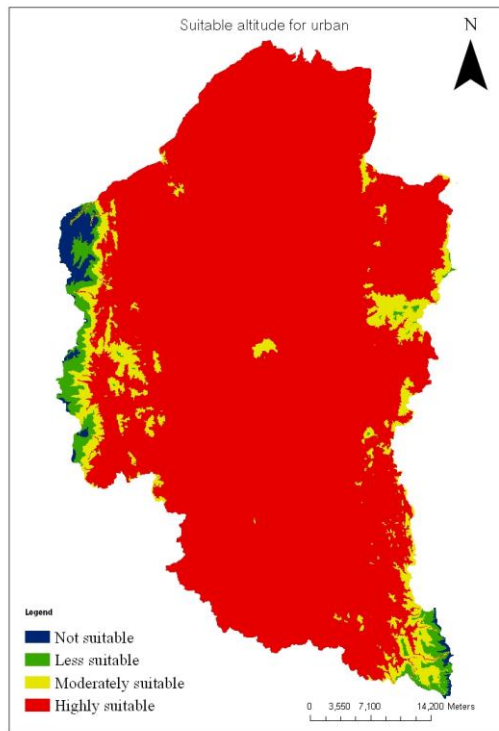 Suitable altitude for urban
N
Legend
Not suitable
Less suitable
Moderately suitable
Highly suitable
0 3,550 7,100 14,200 Meters